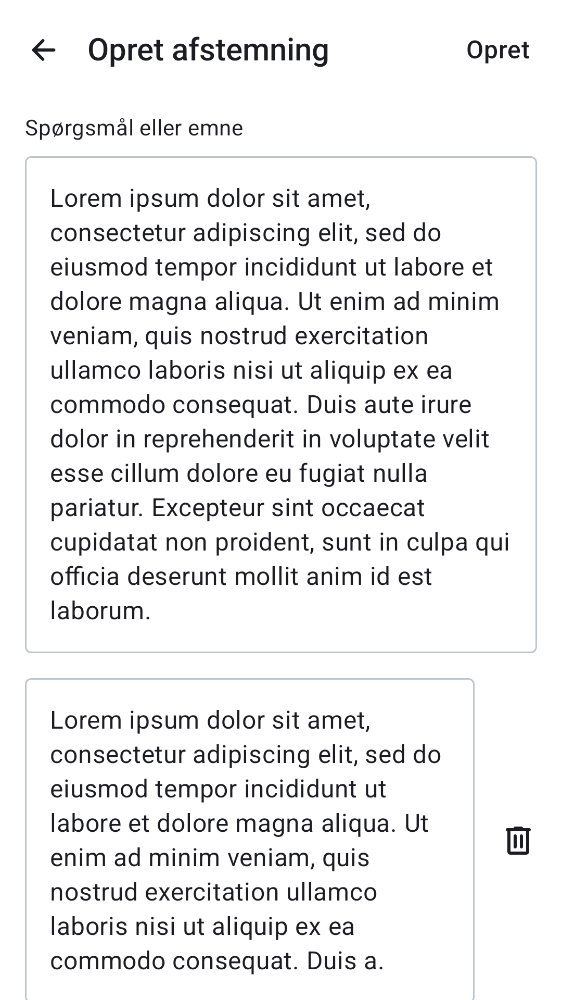 Opret afstemning
Opret
Spørgsmål eller emne
Lorem ipsum dolor sit amet,
consectetur adipiscing elit, sed do
eiusmod tempor incididunt ut labore et
dolore magna aliqua. Ut enim ad minim
veniam, quis nostrud exercitation
ullamco laboris nisi ut aliquip ex ea
commodo consequat. Duis aute irure
dolor in reprehenderit in voluptate velit
esse cillum dolore eu fugiat nulla
pariatur. Excepteur sint occaecat
cupidatat non proident, sunt in culpa qui
officia deserunt mollit anim id est
laborum.
Lorem ipsum dolor sit amet,
consectetur adipiscing elit, sed do
eiusmod tempor incididunt ut
labore et dolore magna aliqua. Ut
enim ad minim veniam, quis
nostrud exercitation ullamco
laboris nisi ut aliquip ex ea
commodo consequat. Duis a.